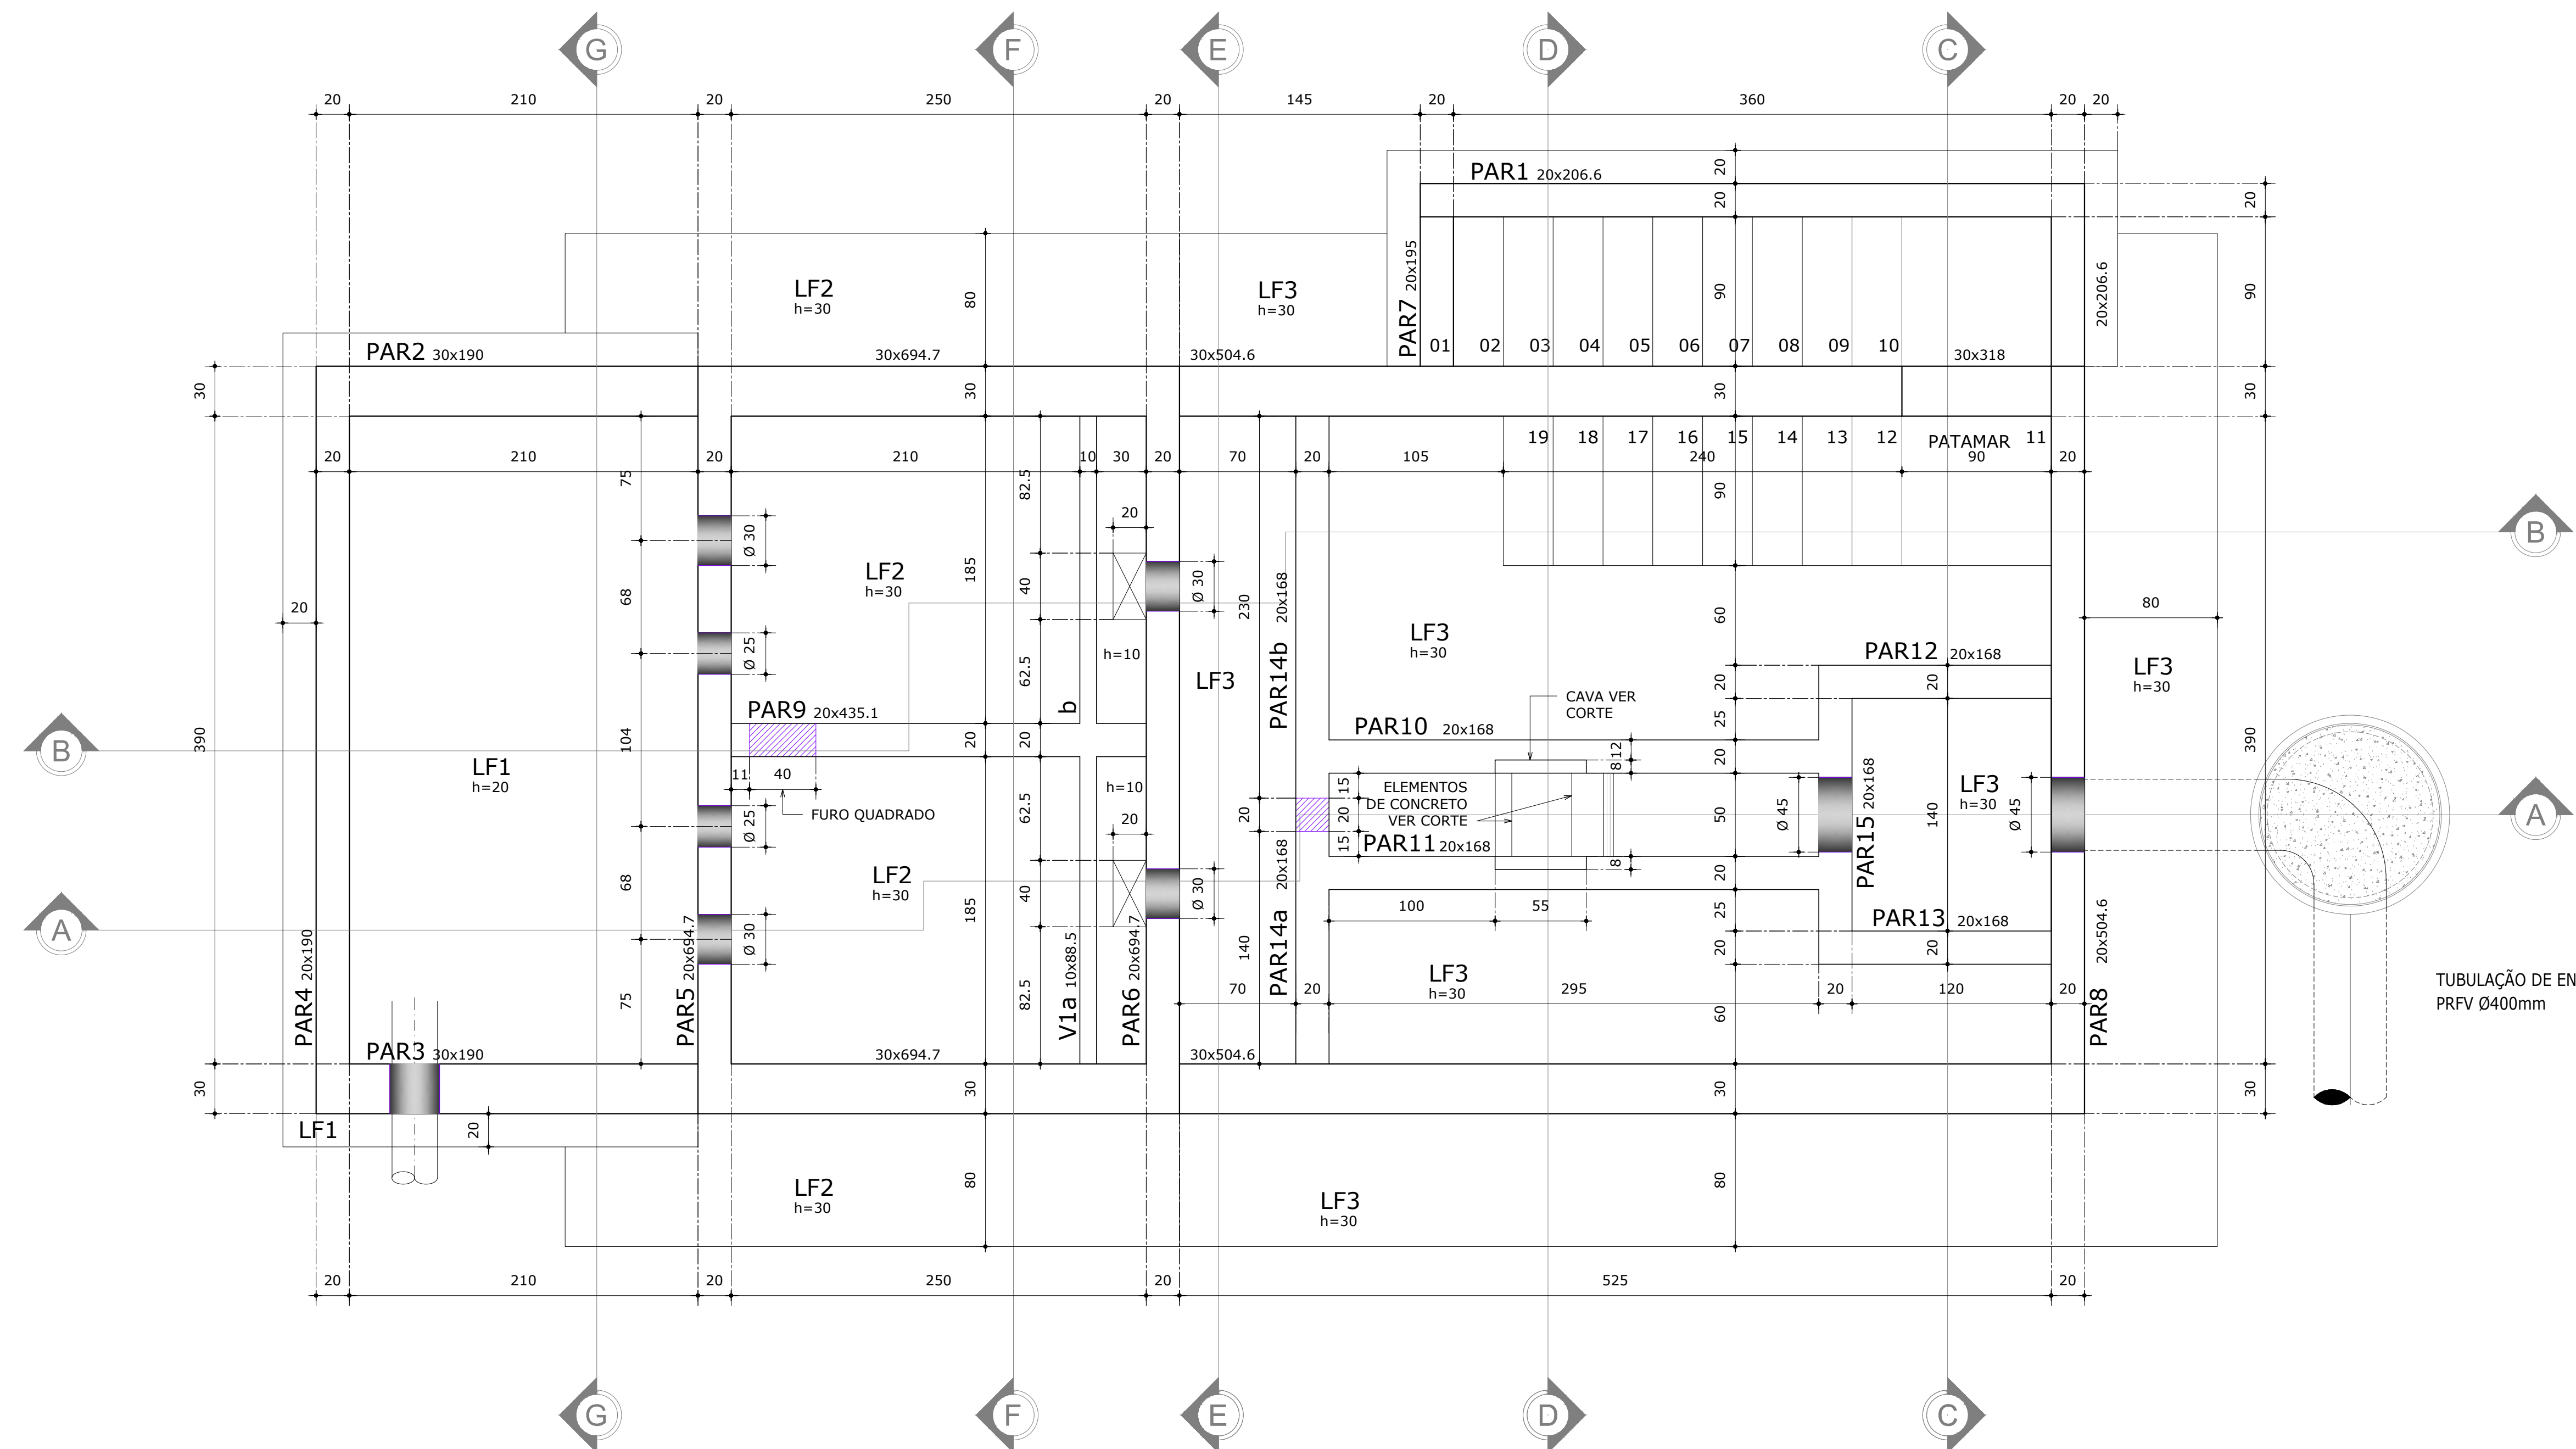 G F E D C
20 210 20 250 20 145 20 360 20 20
PAR1 20x206.6
20
20
20
PAR7 20x195
20x206.6
LF2
h=30
80
LF3
h=30
90
90
01 02 03 04 05 06 07 08 09 10
PAR2 30x190
30x694.7
30x504.6
30x318
30
30
30
30
19 18 17 16 15 14 13 12 PATAMAR 11
20 210 20 210 10 30 20 70 20 105 240 90 20
75
82.5
90
20
B
Ø 30
LF2
h=30
185
40
Ø 30
230
20x168
20
68
Ø 25
62.5
h=10
LF3
PAR14b
LF3
h=30
60
PAR12 20x168
80
LF3
h=30
PAR9 20x435.1
b
CAVA VER
CORTE
20
20
25
PAR10 20x168
B
390
104
20
20
12
8
20
390
LF1
h=20
11 40
FURO QUADRADO
h=10
15
20
15
20
ELEMENTOS
DE CONCRETO
VER CORTE
50
Ø 45
PAR15 20x168
140
LF3
h=30
Ø 45
A
Ø 25
62.5
20
PAR11 20x168
8
68
LF2
h=30
185
40
Ø 30
20x168
20
100 55
25
PAR13 20x168
A
Ø 30
PAR4 20x190
PAR5 20x694.7
V1a 10x88.5
PAR6 20x694.7
140
PAR14a
LF3
h=30
20
20
20x504.6
75
82.5
70 20 295 20 120 20
60
PAR8
TUBULAÇÃO DE EN
PRFV Ø400mm
PAR3 30x190
30x694.7
30x504.6
30
30
30
30
LF1
20
LF2
h=30
80
LF3
h=30
80
20 210 20 250 20 525 20
G F E D C